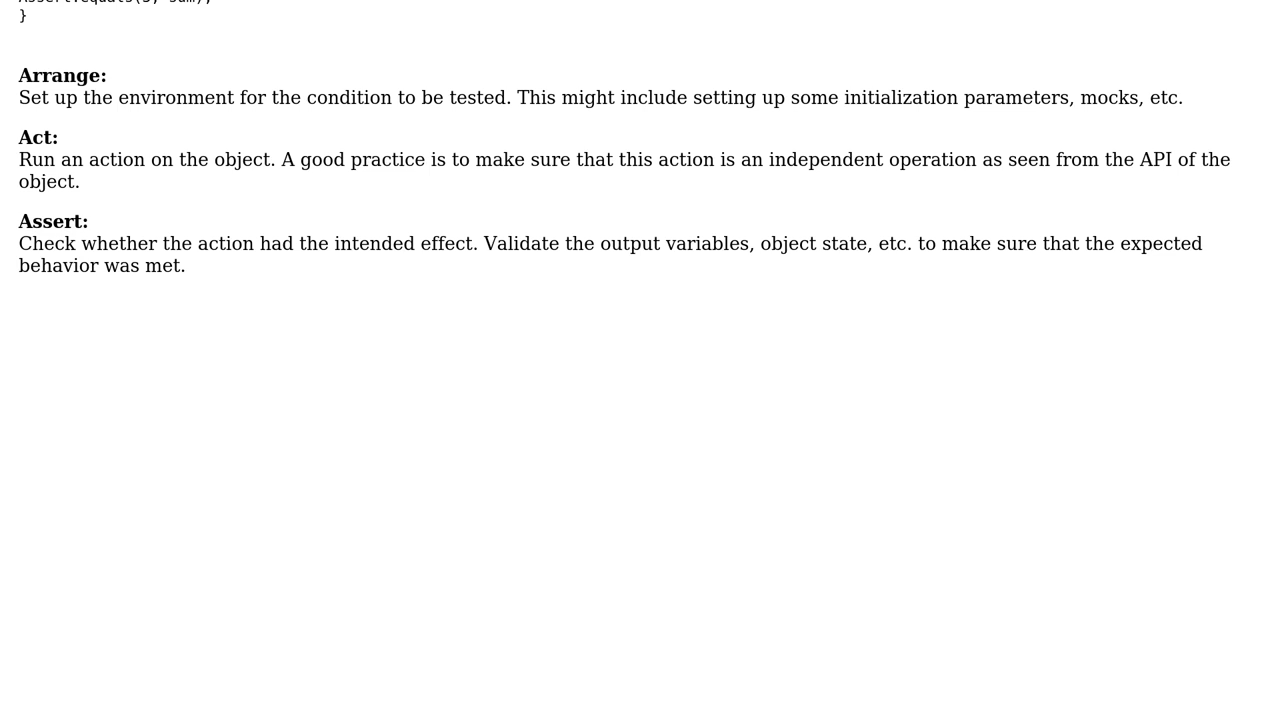 }
Arrange:
Set up the environment for the condition to be tested. This might include setting up some initialization parameters, mocks, etc.
Act:
Run an action on the object. A good practice is to make sure that this action is an independent operation as seen from the API of the
object.
Assert:
Check whether the action had the intended effect. Validate the output variables, object state, etc. to make sure that the expected
behavior was met.